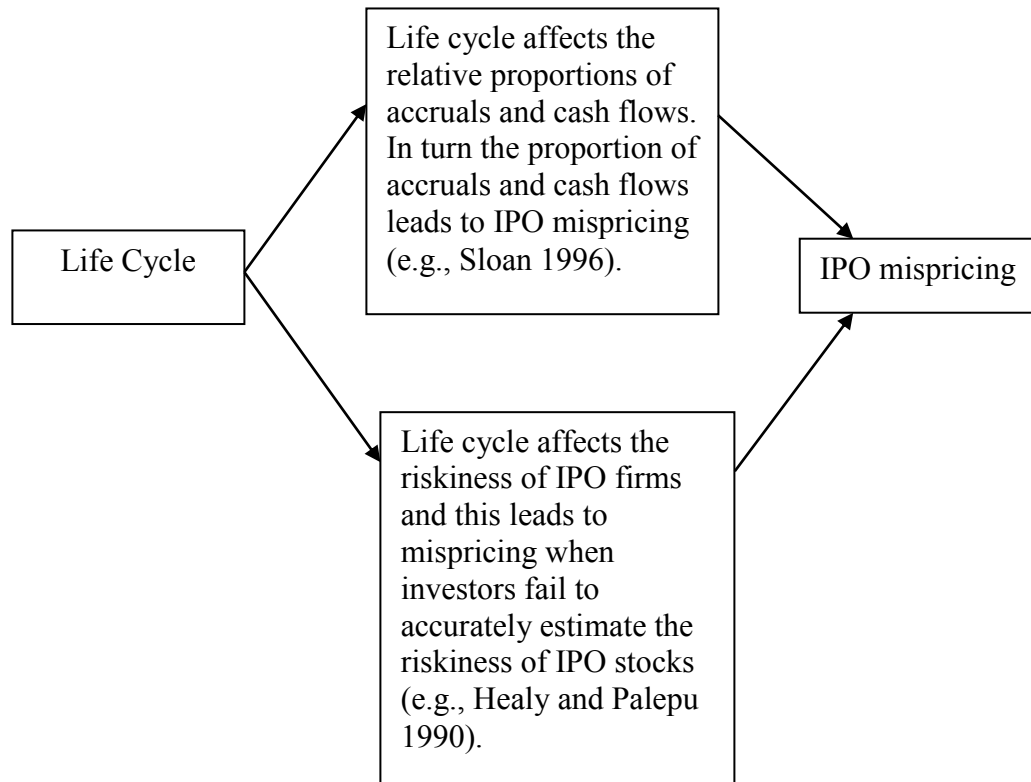 Life Cycle
Life cycle affects the
relative proportions of
accruals and cash flows.
In turn the proportion of
accruals and cash flows
leads to IPO mispricing
(e.g., Sloan 1996).
Life cycle affects the
riskiness of IPO firms
and this leads to
mispricing when
investors fail to
accurately estimate the
riskiness of IPO stocks
(e.g., Healy and Palepu
1990).
IPO mispricing